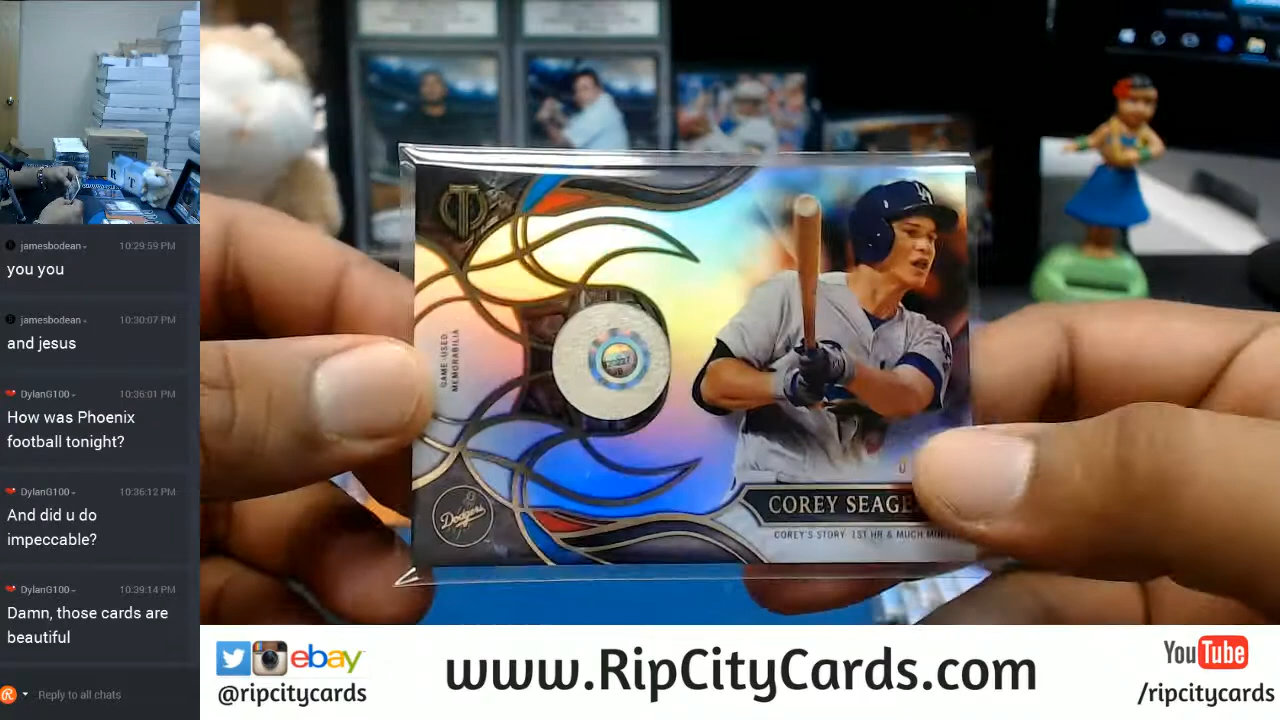 jamesbodean
10:29:59 PM
you you
jamesbodean
10:30:07 PM
and jesus
DylanG100
10:36:01 PM
How was Phoenix
football tonight?
DylanG100
10:36:12 PM
And did u do
impeccable?
DylanG100
10:39:14 PM
Damn, those cards are
beautiful
Reply to all chats
GAME-USED
MEMORABILIA
LA
Dodgers
COREY SEAGE
COREY'S STORY 1ST HR & MUCH
ebay
@ripcitycards
www.RipCityCards.com
YouTube
/ripcitycards